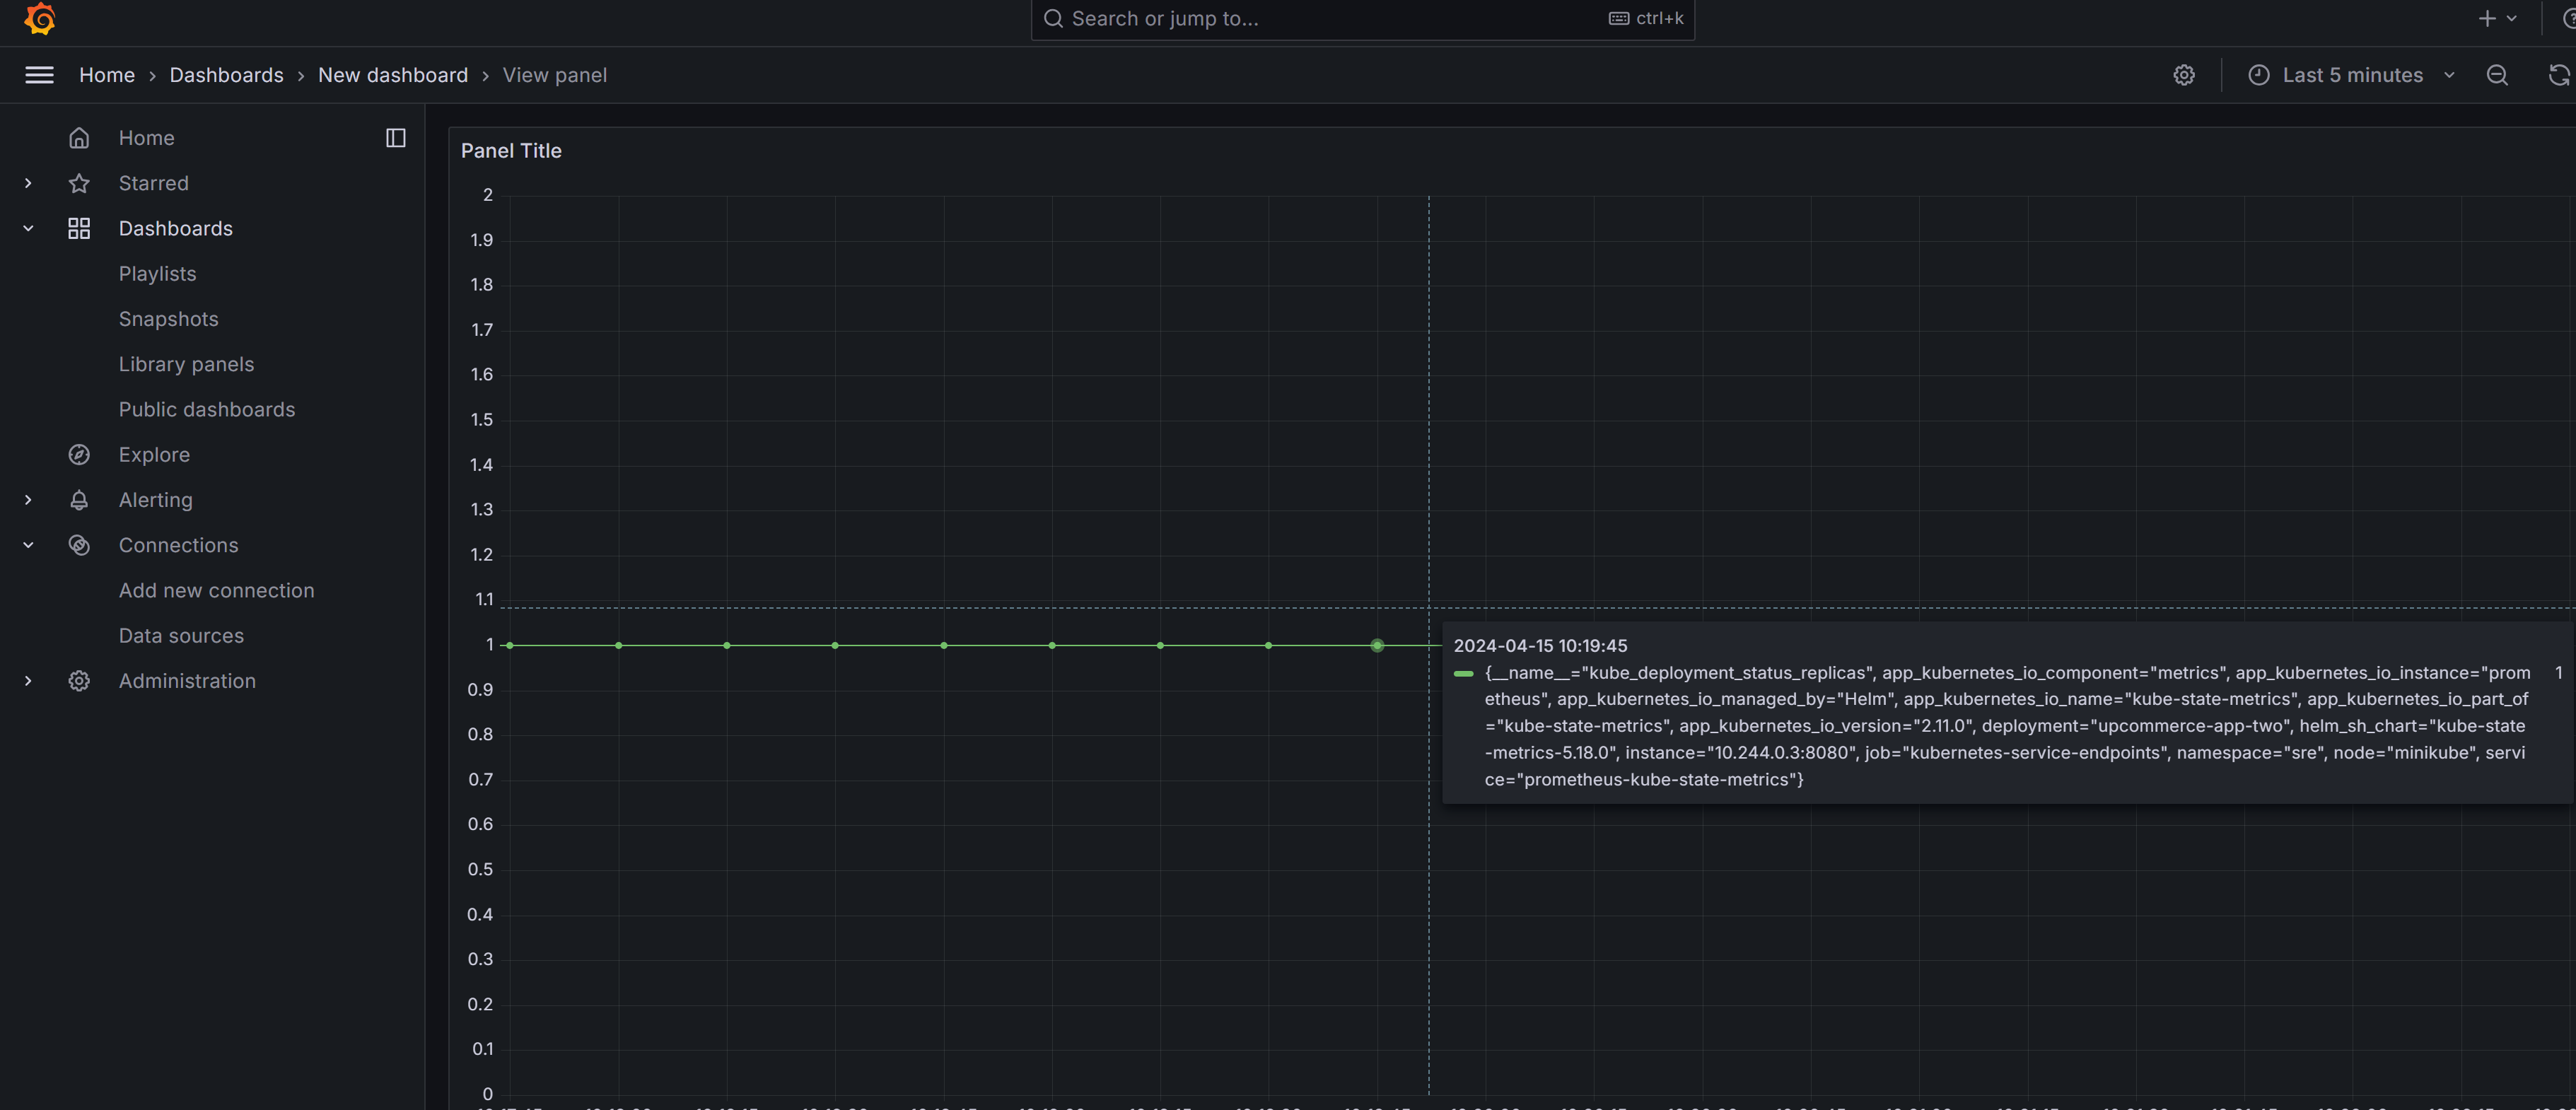 Search or jump to...
ctrl+k
Home › Dashboards › New dashboard › View panel
Last 5 minutes
Home
Starred
Dashboards
Playlists
Snapshots
Library panels
Public dashboards
Explore
Alerting
Connections
Add new connection
Data sources
Administration
Panel Title
2
1.9
1.8
1.7
1.6
1.5
1.4
1.3
1.2
1.1
1
0.9
0.8
0.7
0.6
0.5
0.4
0.3
0.2
0.1
0
2024-04-15 10:19:45
{__name__="kube_deployment_status_replicas", app_kubernetes_io_component="metrics", app_kubernetes_io_instance="prom 1
etheus", app_kubernetes_io_managed_by="Helm", app_kubernetes_io_name="kube-state-metrics", app_kubernetes_io_part_of
="kube-state-metrics", app_kubernetes_io_version="2.11.0", deployment="upcommerce-app-two", helm_sh_chart="kube-state
-metrics-5.18.0", instance="10.244.0.3:8080", job="kubernetes-service-endpoints", namespace="sre", node="minikube", servi
ce="prometheus-kube-state-metrics"}